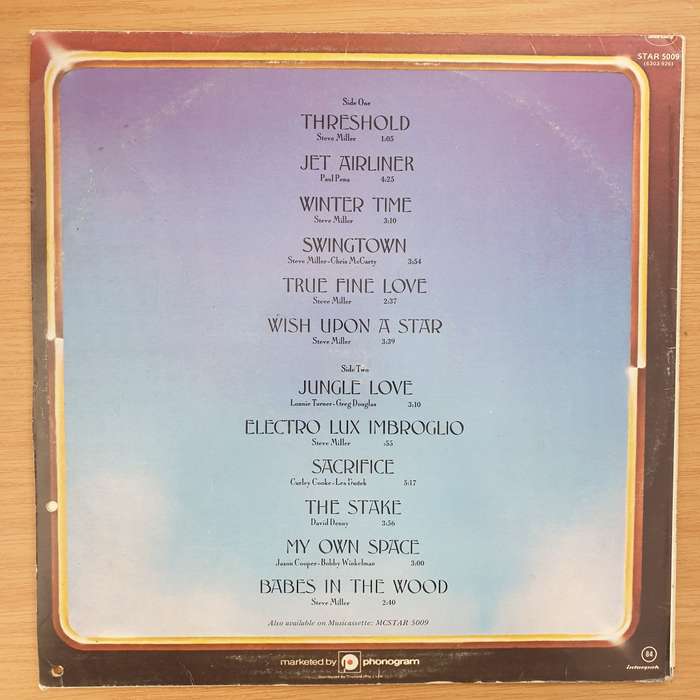 STAR 5009
(6303 926)
Side One
THRESHOLD
Steve Miller 1:05
JET AIRLINER
Paul Pena 4:25
WINTER TIME
Steve Miller 3:10
SWINGTOWN
Steve Miller-Chris McCarty 3:54
TRUE FINE LOVE
Steve Miller 2:37
WISH UPON A STAR
Steve Miller 3:39
Side Two
JUNGLE LOVE
Lonnie Turner-Greg Douglas 3:10
ELECTRO LUX IMBROGLIO
Steve Miller :55
SACRIFICE
Curley Cooke-Les Dudek 5:17
THE STAKE
David Denny 3:56
MY OWN SPACE
Jason Cooper-Bobby Winkelman 3:00
BABES IN THE WOOD
Steve Miller 2:40
Also available on Musicassette: MCSTAR 5009
marketed by phonogram
84
interpak